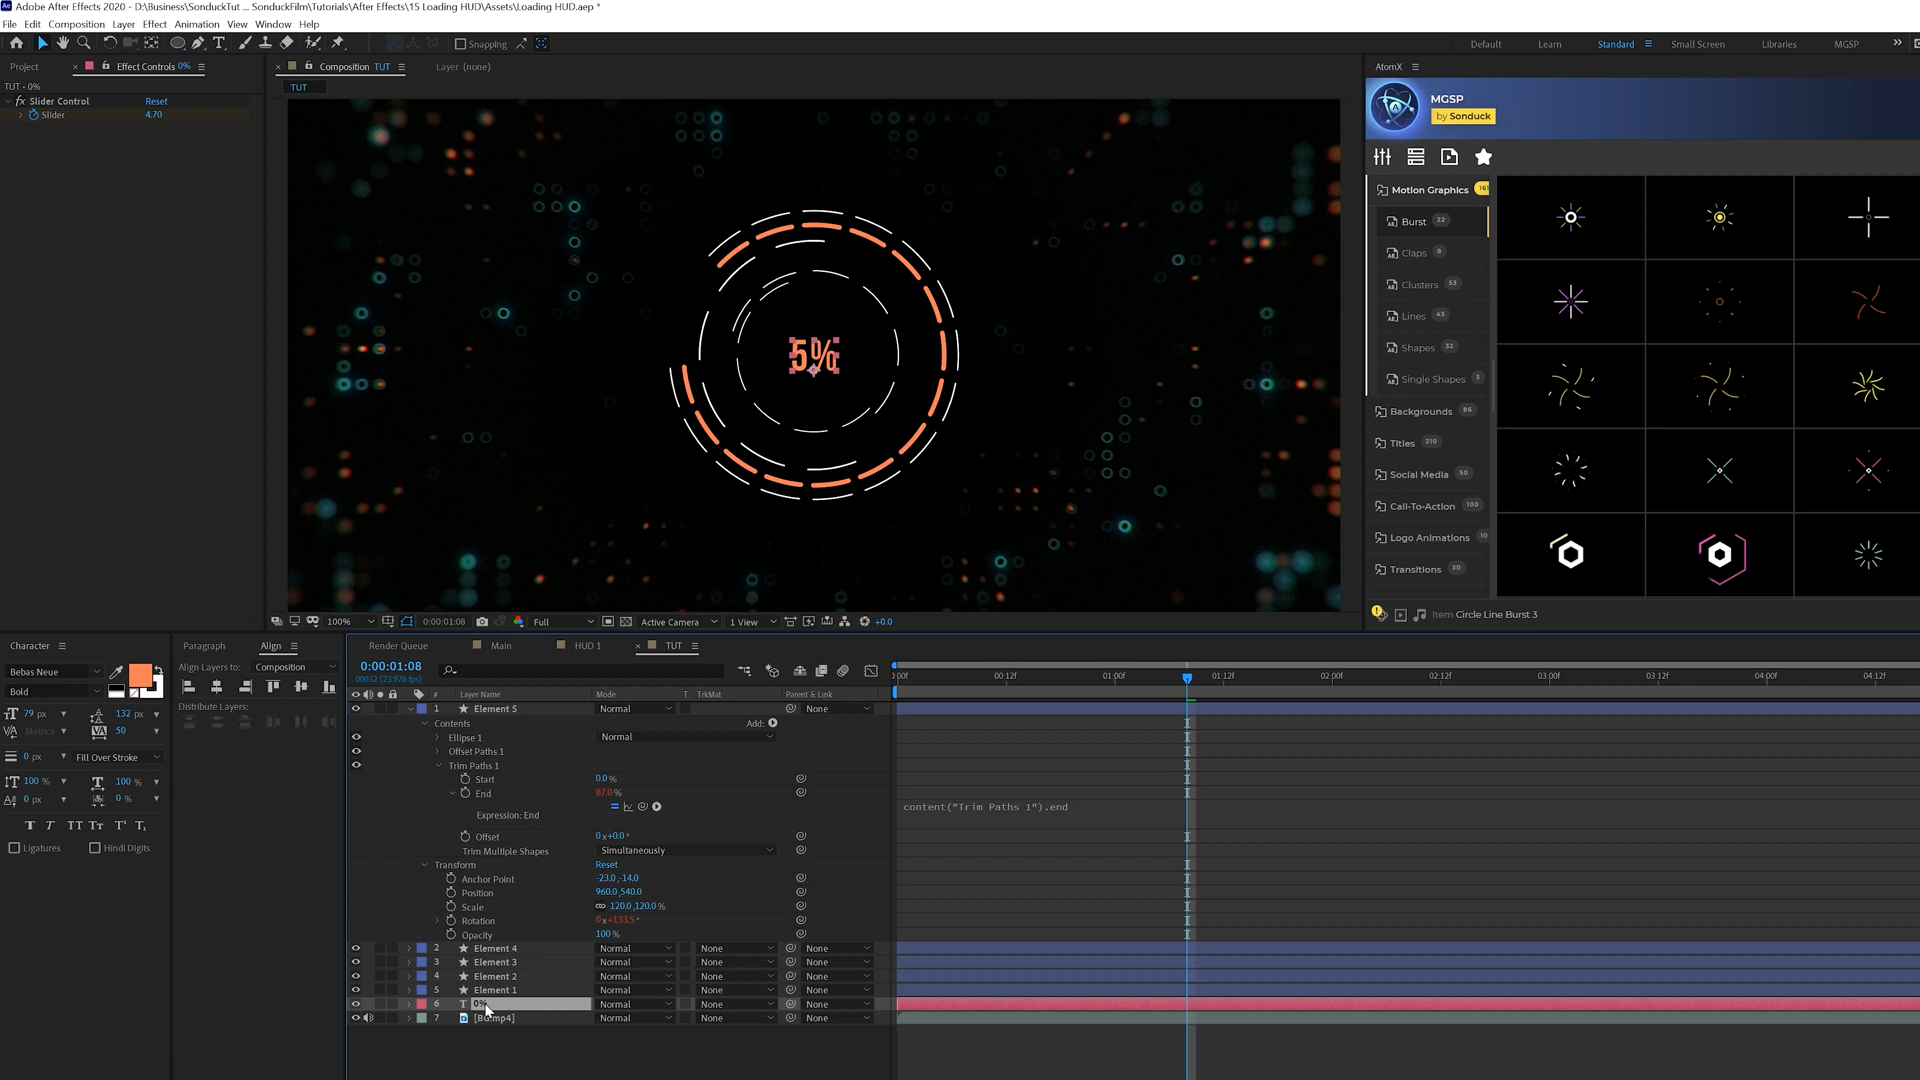 Adobe After Effects 2020 - D:\Business\SonduckTut ... SonduckFilm\Tutorials\After Effects\15 Loading HUD\Assets\Loading HUD.aep *
File Edit Composition Layer Effect Animation View Window Help
Snapping
Default Learn Standard Small Screen Libraries MGSP
Project Effect Controls 0%
Composition TUT Layer (none)
AtomX
TUT • 0%
TUT
fx Slider Control Reset
Slider 4.70
MGSP
by Sonduck
Motion Graphics 161
Burst 22
Claps 8
Clusters 53
Lines 43
Shapes 32
Single Shapes 3
Backgrounds 86
Titles 210
Social Media 50
Call-To-Action 100
Logo Animations 10
Transitions 30
Item Circle Line Burst 3
5%
100% 0:00:01:08 Full Active Camera 1 View +0.0
Character
Bebas Neue
Bold
79 px 132 px
Metrics 50
0 px Fill Over Stroke
100 % 100 %
0 px 0 %
T T TT Tr T¹ T₁
Ligatures Hindi Digits
Paragraph Align
Align Layers to: Composition
Distribute Layers:
Render Queue Main HUD 1 TUT
0:00:01:08
00032 (23.976 fps)
:00f 00:12f 01:00f 01:12f 02:00f 02:12f 03:00f 03:12f 04:00f 04:12f
# Layer Name Mode T TrkMat Parent & Link
1 Element 5 Normal None
Contents Add:
Ellipse 1 Normal
Offset Paths 1
Trim Paths 1
Start 0.0 %
End 87.0 %
Expression: End
content("Trim Paths 1").end
Offset 0 x+0.0 °
Trim Multiple Shapes Simultaneously
Transform Reset
Anchor Point -23.0,-14.0
Position 960.0,540.0
Scale 120.0,120.0 %
Rotation 0 x+133.5 °
Opacity 100 %
2 Element 4 Normal None None
3 Element 3 Normal None None
4 Element 2 Normal None None
5 Element 1 Normal None None
6 T 0% Normal None None
7 [BG.mp4] Normal None None